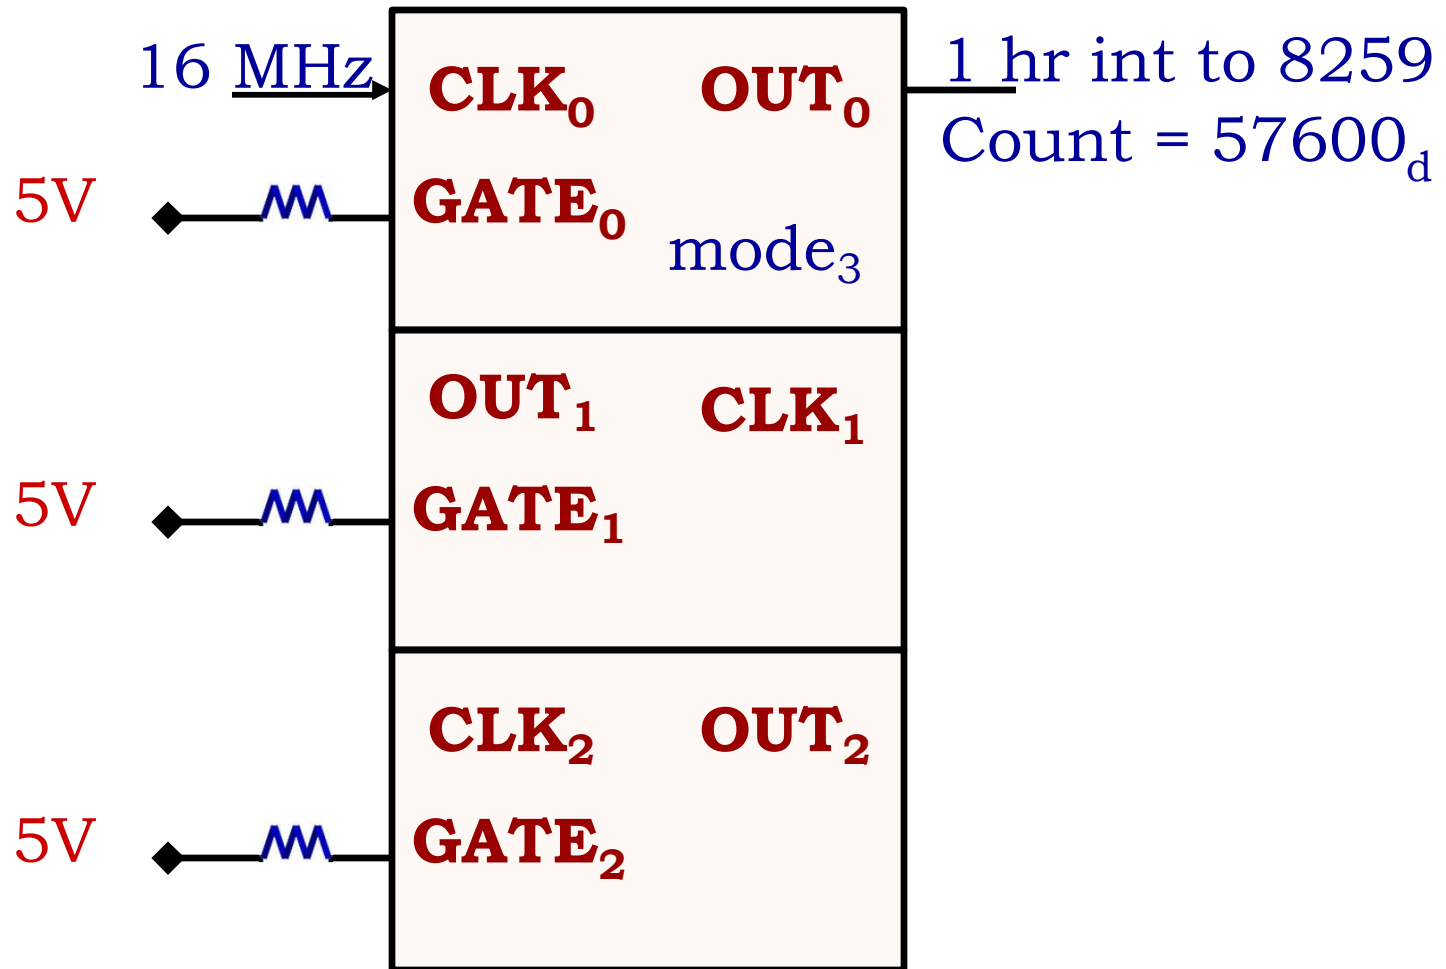 16 MHz CLK₀ OUT₀ 1 hr int to 8259
Count = 57600d
5V GATE₀
mode₃
OUT₁ CLK₁
5V GATE₁
CLK₂ OUT₂
5V GATE₂